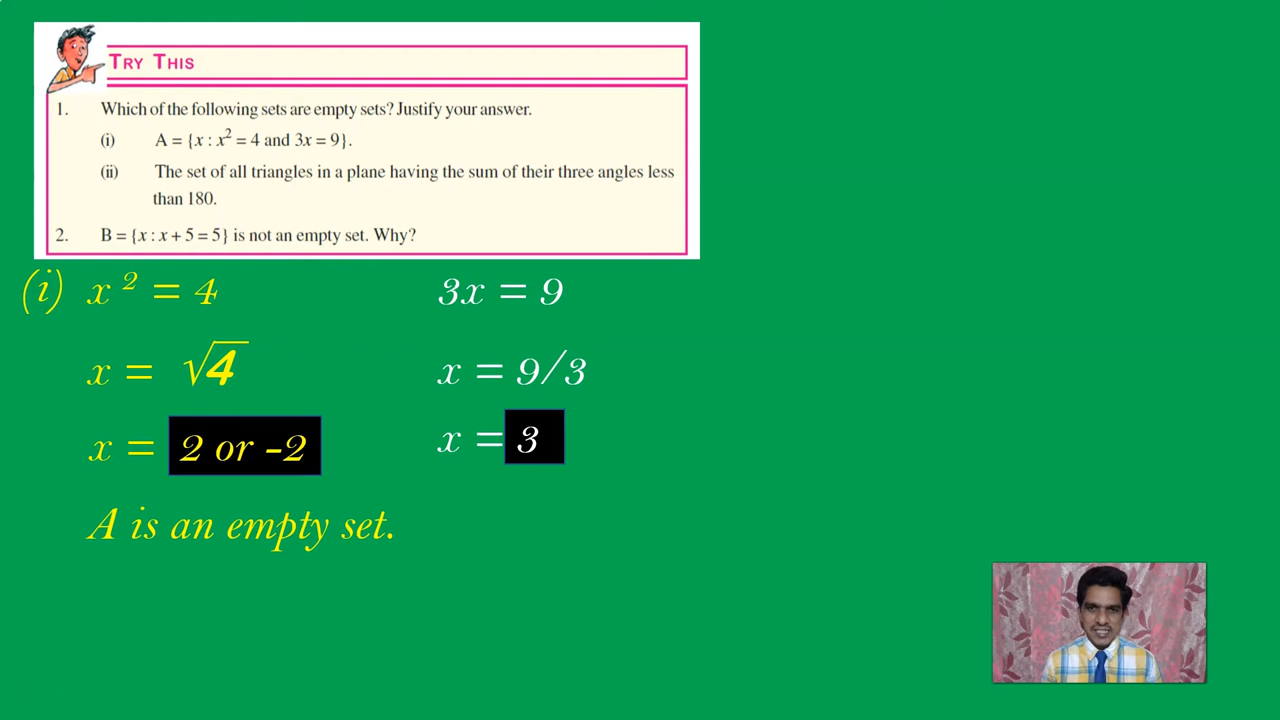 TRY THIS
1. Which of the following sets are empty sets? Justify your answer.
(i) A = {x : x² = 4 and 3x = 9}.
(ii) The set of all triangles in a plane having the sum of their three angles less
than 180.
2. B = {x : x + 5 = 5} is not an empty set. Why?
(i) x² = 4 3x = 9
x = √4 x = 9/3
x = 2 or -2 x = 3
A is an empty set.